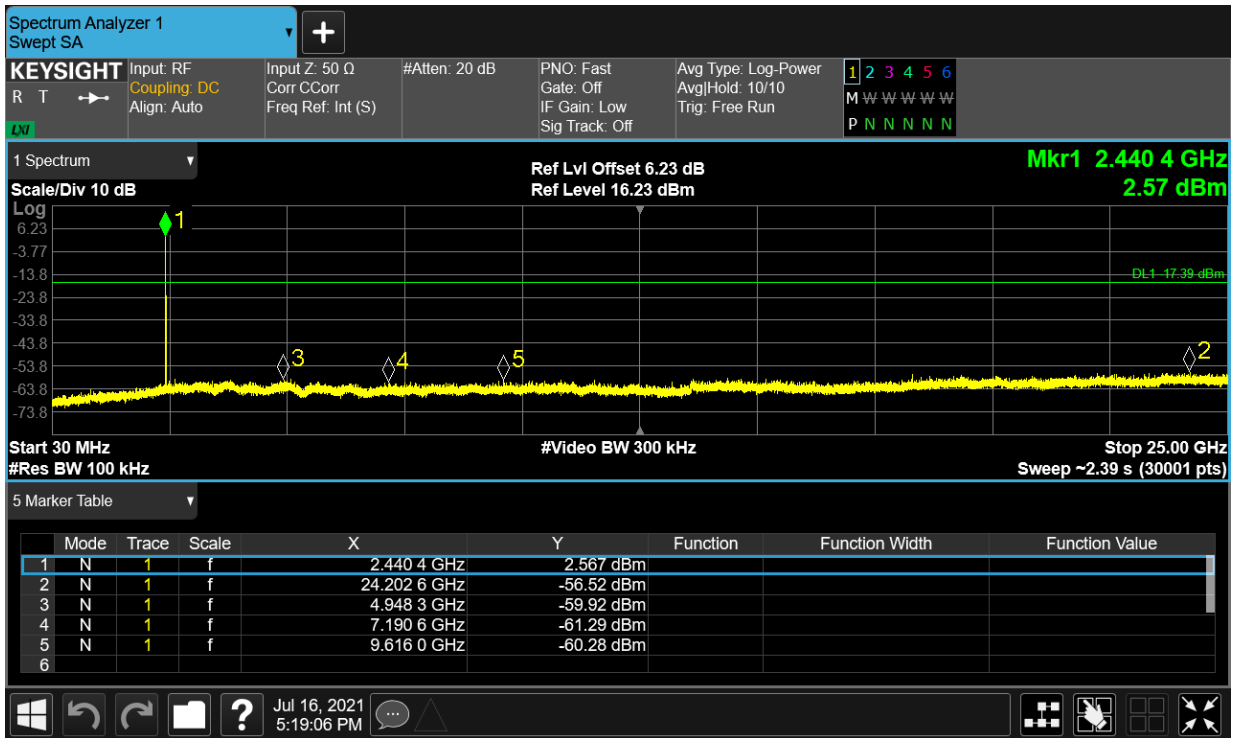 Spectrum Analyzer 1
Swept SA
+
KEYSIGHT
R T
LXI
Input: RF
Coupling: DC
Align: Auto
Input Z: 50 Ω
Corr CCorr
Freq Ref: Int (S)
#Atten: 20 dB
PNO: Fast
Gate: Off
IF Gain: Low
Sig Track: Off
Avg Type: Log-Power
Avg|Hold: 10/10
Trig: Free Run
1 2 3 4 5 6
M W W W W W
P N N N N N
1 Spectrum
Scale/Div 10 dB
Ref Lvl Offset 6.23 dB
Ref Level 16.23 dBm
Mkr1 2.440 4 GHz
2.57 dBm
Log
6.23
-3.77
-13.8
-23.8
-33.8
-43.8
-53.8
-63.8
-73.8
1
DL1 -17.39 dBm
3
4
5
2
Start 30 MHz
#Video BW 300 kHz
Stop 25.00 GHz
#Res BW 100 kHz
Sweep ~2.39 s (30001 pts)
5 Marker Table
Mode Trace Scale X Y Function Function Width Function Value
1 N 1 f 2.440 4 GHz 2.567 dBm
2 N 1 f 24.202 6 GHz -56.52 dBm
3 N 1 f 4.948 3 GHz -59.92 dBm
4 N 1 f 7.190 6 GHz -61.29 dBm
5 N 1 f 9.616 0 GHz -60.28 dBm
6
?
Jul 16, 2021
5:19:06 PM